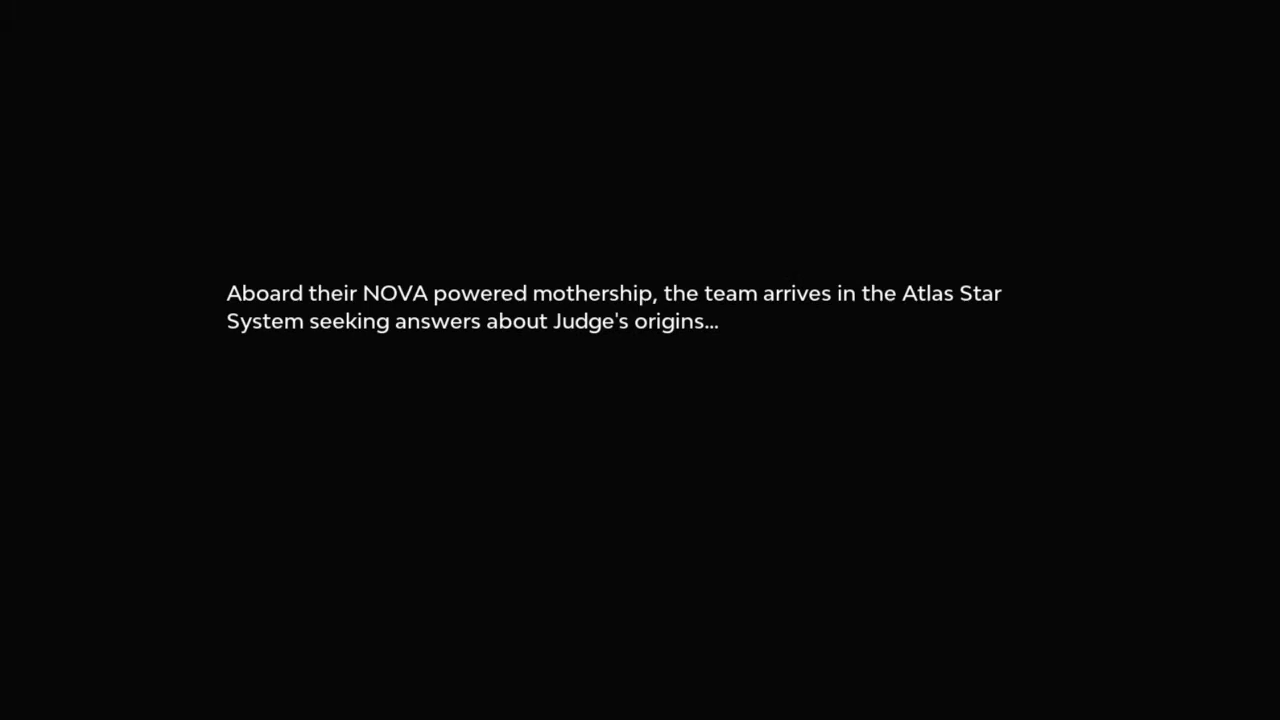 Aboard their NOVA powered mothership, the team arrives in the Atlas Star
System seeking answers about Judge's origins...